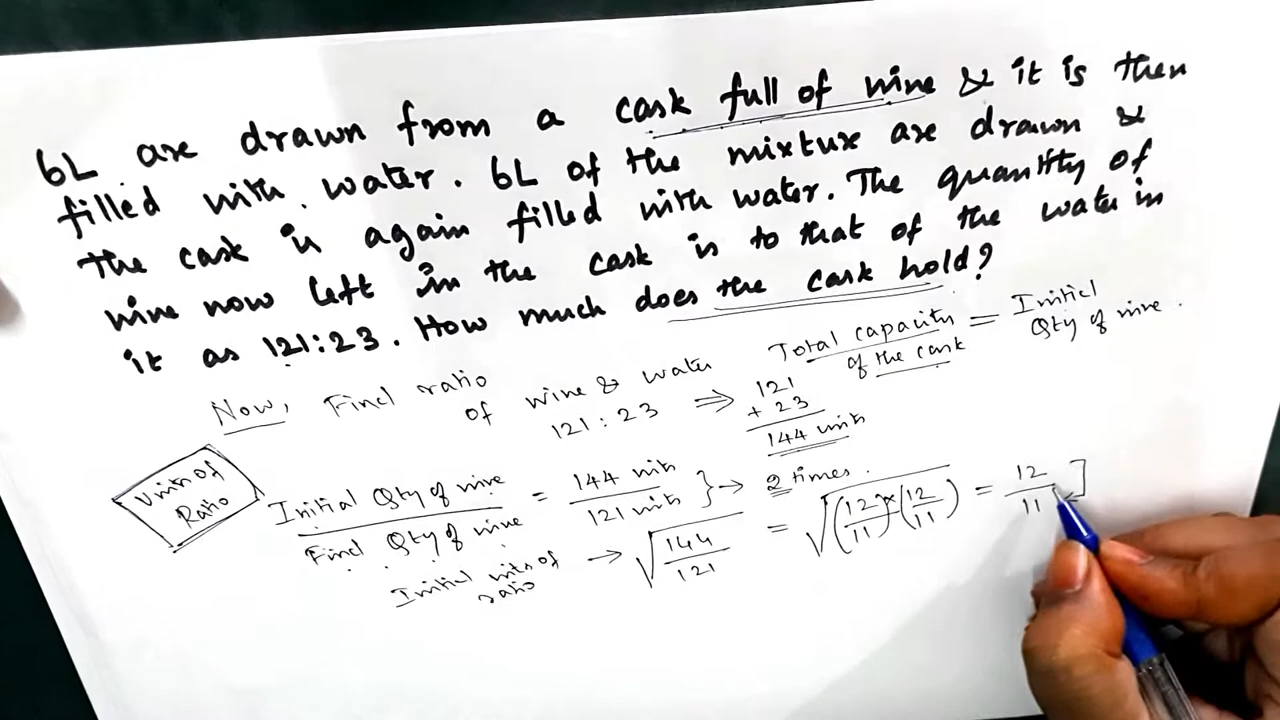 6L are drawn from a cask full of wine & it is then
filled with water. 6L of the mixture are drawn &
the cask is again filled with water. The quantity of
wine now left in the cask is to that of the water in
it as 121:23. How much does the cask hold?
Total capacity of the cask = Initial Qty of wine.
Now, Final ratio of wine & water
121:23 ⇒ 121
+ 23
144 units
Units of Ratio
Initial Qty of wine / Final Qty of wine = 144 units / 121 units } → 2 times.
Initial units of ratio → √(144/121) = √((12/11)×(12/11)) = 12/11 ]